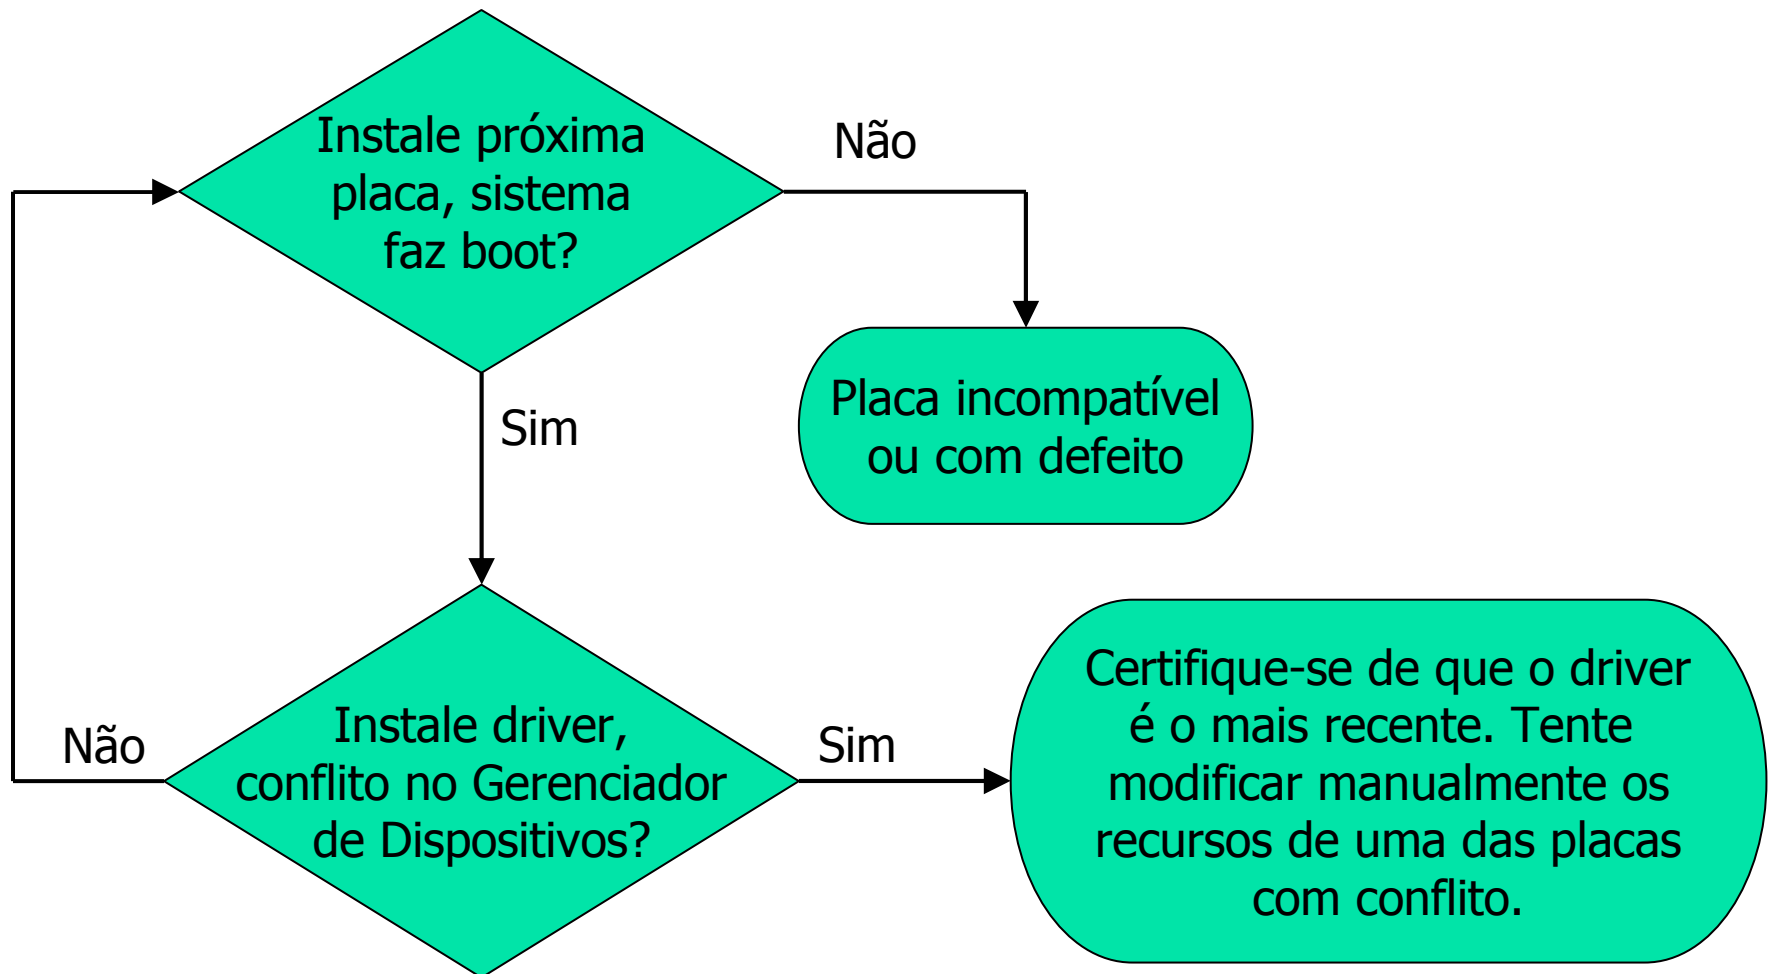 Instale próxima
placa, sistema
faz boot?
Não
Placa incompatível
ou com defeito
Sim
Instale driver,
conflito no Gerenciador
de Dispositivos?
Não
Sim
Certifique-se de que o driver
é o mais recente. Tente
modificar manualmente os
recursos de uma das placas
com conflito.